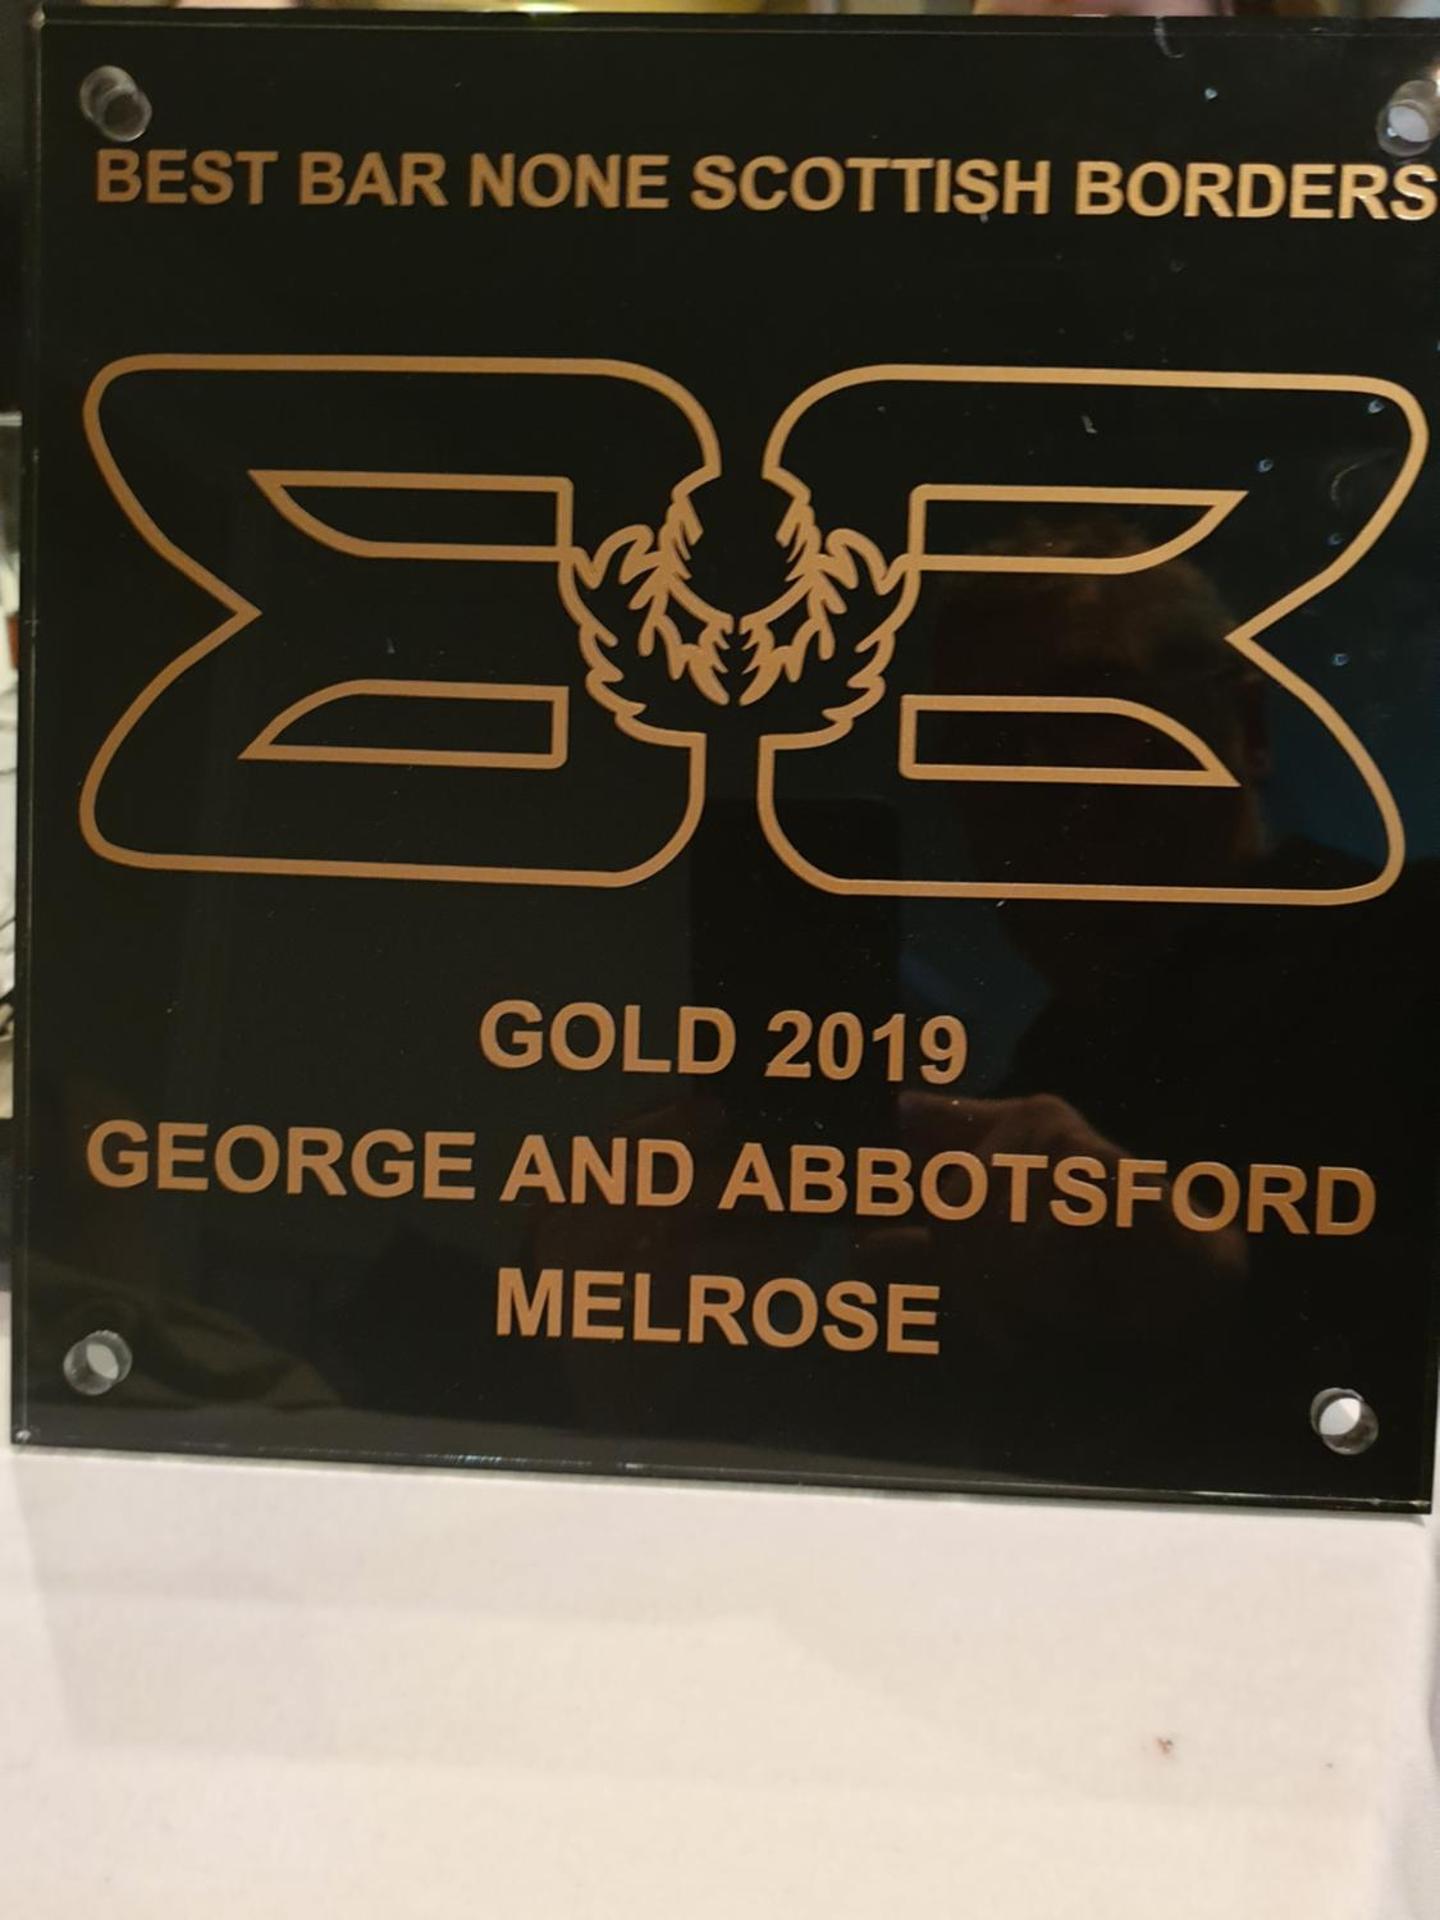 BEST BAR NONE SCOTTISH BORDERS
GOLD 2019
GEORGE AND ABBOTSFORD
MELROSE